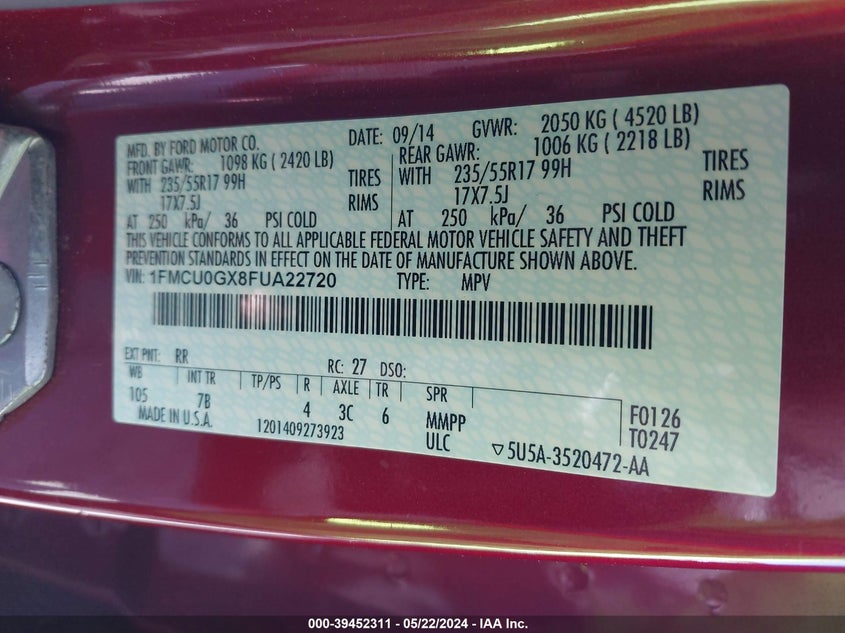 MFD. BY FORD MOTOR CO. DATE: 09/14 GVWR: 2050 KG ( 4520 LB)
FRONT GAWR: 1098 KG ( 2420 LB) REAR GAWR: 1006 KG ( 2218 LB)
WITH 235/55R17 99H TIRES WITH 235/55R17 99H TIRES
17X7.5J RIMS 17X7.5J RIMS
AT 250 kPa/ 36 PSI COLD AT 250 kPa/ 36 PSI COLD
THIS VEHICLE CONFORMS TO ALL APPLICABLE FEDERAL MOTOR VEHICLE SAFETY AND THEFT
PREVENTION STANDARDS IN EFFECT ON THE DATE OF MANUFACTURE SHOWN ABOVE.
VIN: 1FMCU0GX8FUA22720 TYPE: MPV
EXT PNT: RR RC: 27 DSO:
WB INT TR TP/PS R AXLE TR SPR
105 7B 4 3C 6 MMPP F0126
MADE IN U.S.A. 1201409273923 ULC T0247
5U5A-3520472-AA
000-39452311 - 05/22/2024 - IAA Inc.